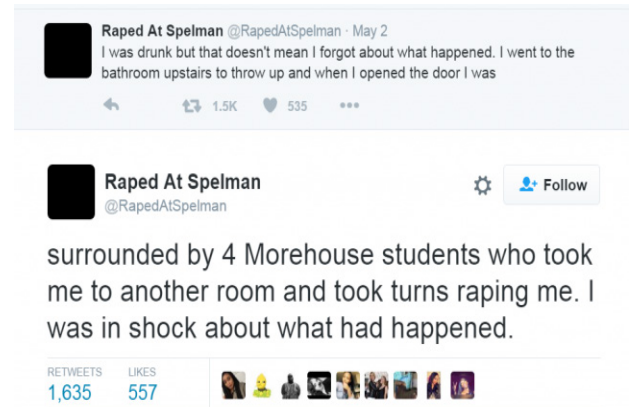 Raped At Spelman @RapedAtSpelman · May 2
I was drunk but that doesn't mean I forgot about what happened. I went to the
bathroom upstairs to throw up and when I opened the door I was
1.5K 535
Raped At Spelman
@RapedAtSpelman
Follow
surrounded by 4 Morehouse students who took
me to another room and took turns raping me. I
was in shock about what had happened.
RETWEETS LIKES
1,635 557